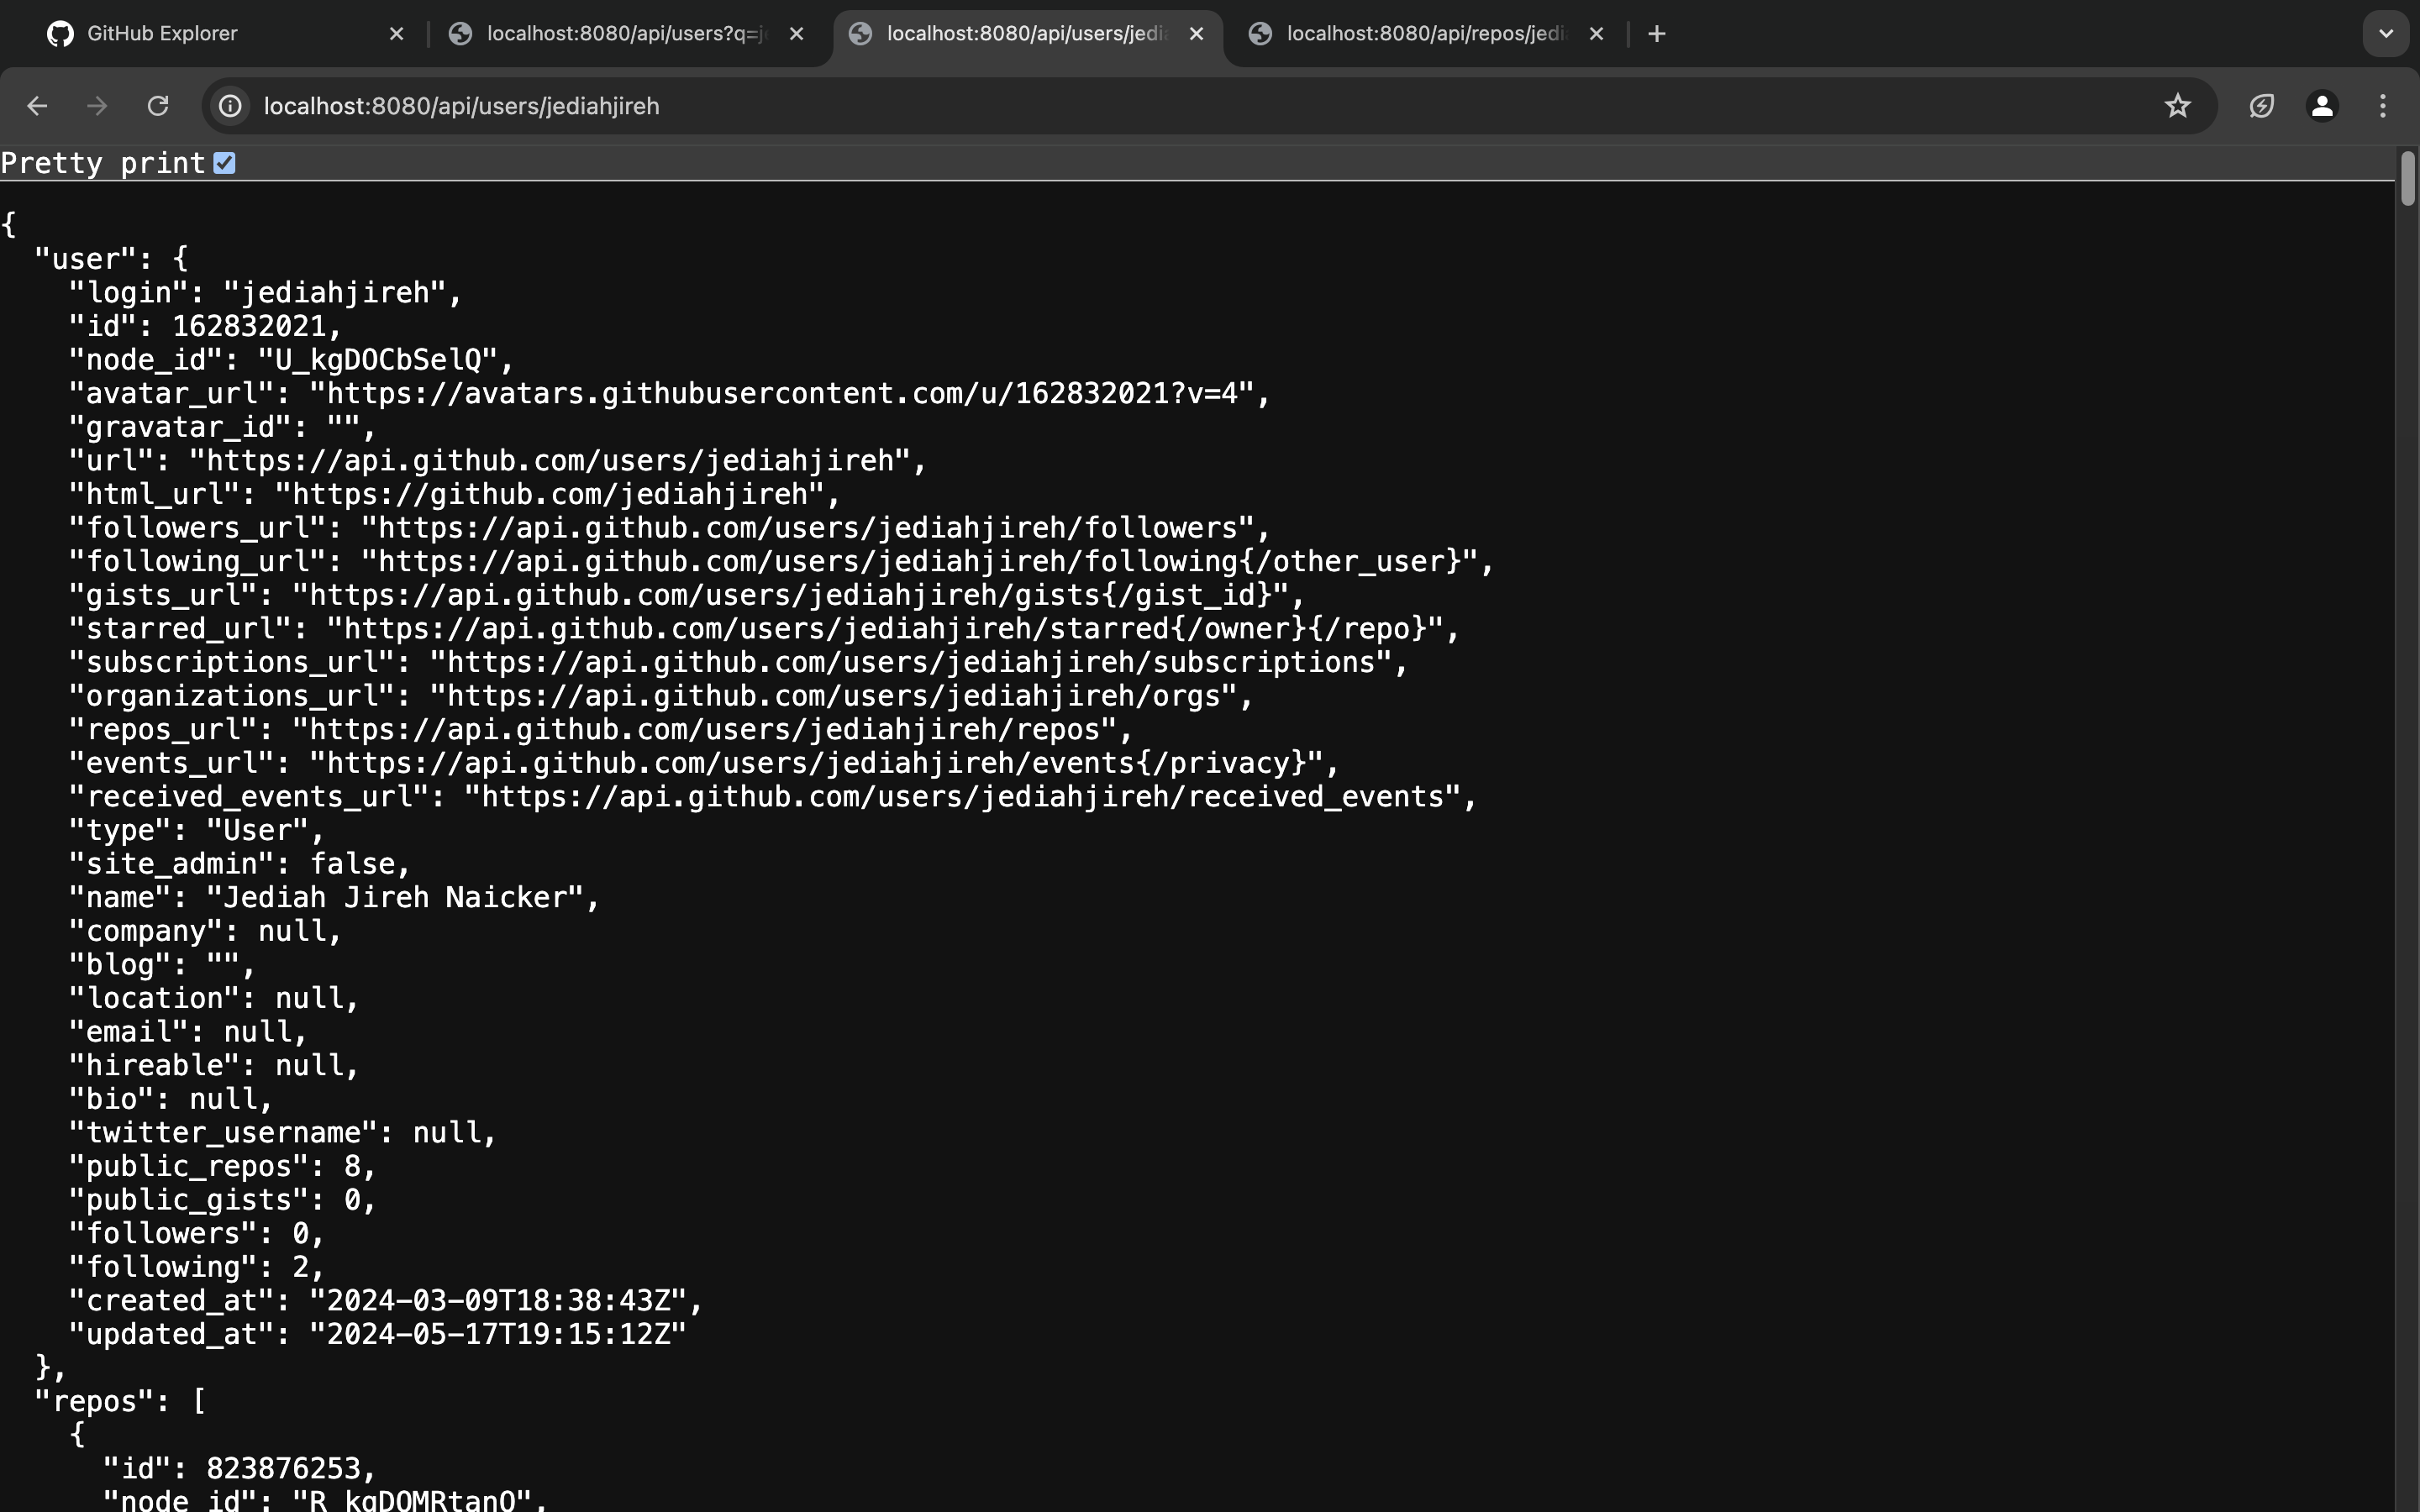 GitHub Explorer
localhost:8080/api/users?q=j
localhost:8080/api/users/jedi
localhost:8080/api/repos/jedi
localhost:8080/api/users/jediahjireh
Pretty print
{
  "user": {
    "login": "jediahjireh",
    "id": 162832021,
    "node_id": "U_kgDOCbSelQ",
    "avatar_url": "https://avatars.githubusercontent.com/u/162832021?v=4",
    "gravatar_id": "",
    "url": "https://api.github.com/users/jediahjireh",
    "html_url": "https://github.com/jediahjireh",
    "followers_url": "https://api.github.com/users/jediahjireh/followers",
    "following_url": "https://api.github.com/users/jediahjireh/following{/other_user}",
    "gists_url": "https://api.github.com/users/jediahjireh/gists{/gist_id}",
    "starred_url": "https://api.github.com/users/jediahjireh/starred{/owner}{/repo}",
    "subscriptions_url": "https://api.github.com/users/jediahjireh/subscriptions",
    "organizations_url": "https://api.github.com/users/jediahjireh/orgs",
    "repos_url": "https://api.github.com/users/jediahjireh/repos",
    "events_url": "https://api.github.com/users/jediahjireh/events{/privacy}",
    "received_events_url": "https://api.github.com/users/jediahjireh/received_events",
    "type": "User",
    "site_admin": false,
    "name": "Jediah Jireh Naicker",
    "company": null,
    "blog": "",
    "location": null,
    "email": null,
    "hireable": null,
    "bio": null,
    "twitter_username": null,
    "public_repos": 8,
    "public_gists": 0,
    "followers": 0,
    "following": 2,
    "created_at": "2024-03-09T18:38:43Z",
    "updated_at": "2024-05-17T19:15:12Z"
  },
  "repos": [
    {
      "id": 823876253,
      "node_id": "R_kgDOMRtanQ",